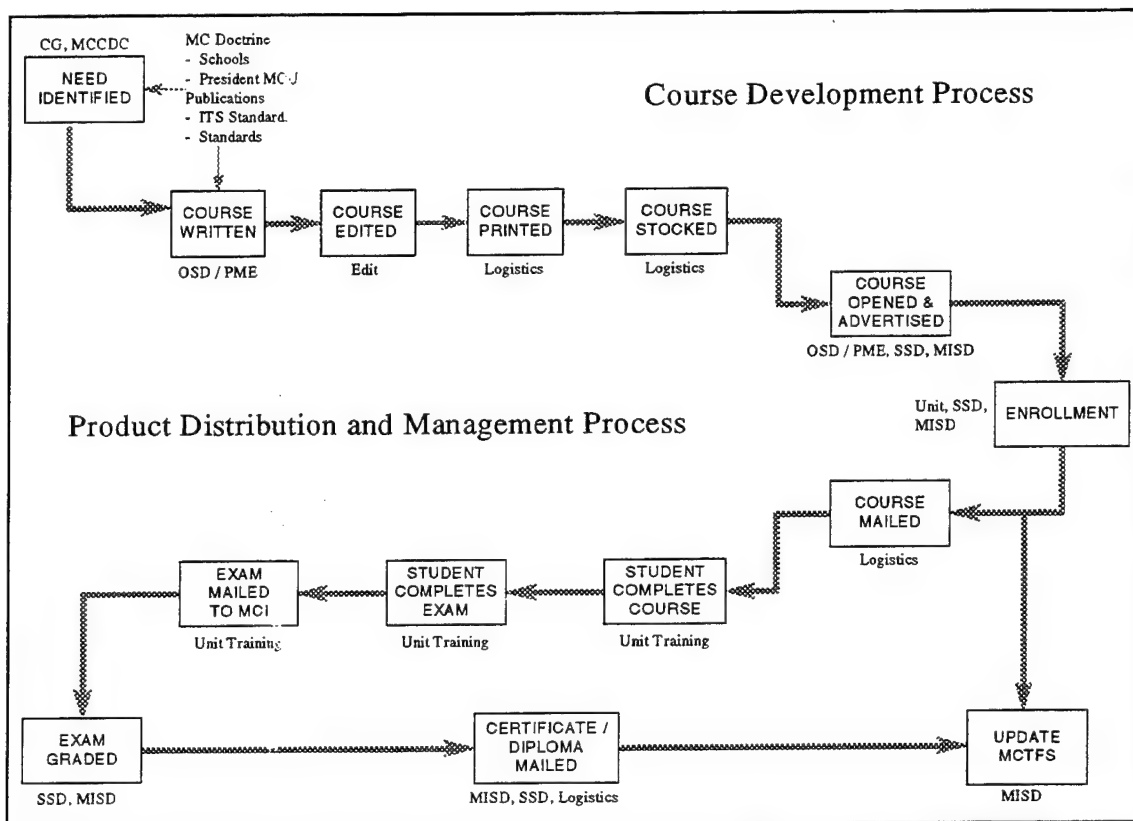 CG, MCCDC
NEED
IDENTIFIED
MC Doctrine
- Schools
- President MC
Publications
- ITS Standard.
- Standards
Course Development Process
COURSE
WRITTEN
OSD / PME
COURSE
EDITED
Edit
COURSE
PRINTED
Logistics
COURSE
STOCKED
Logistics
COURSE
OPENED &
ADVERTISED
OSD / PME, SSD, MISD
Unit, SSD,
MISD
ENROLLMENT
Product Distribution and Management Process
COURSE
MAILED
Logistics
STUDENT
COMPLETES
COURSE
Unit Training
STUDENT
COMPLETES
EXAM
Unit Training
EXAM
MAILED
TO MCI
Unit Training
EXAM
GRADED
SSD, MISD
CERTIFICATE /
DIPLOMA
MAILED
MISD, SSD, Logistics
UPDATE
MCTFS
MISD